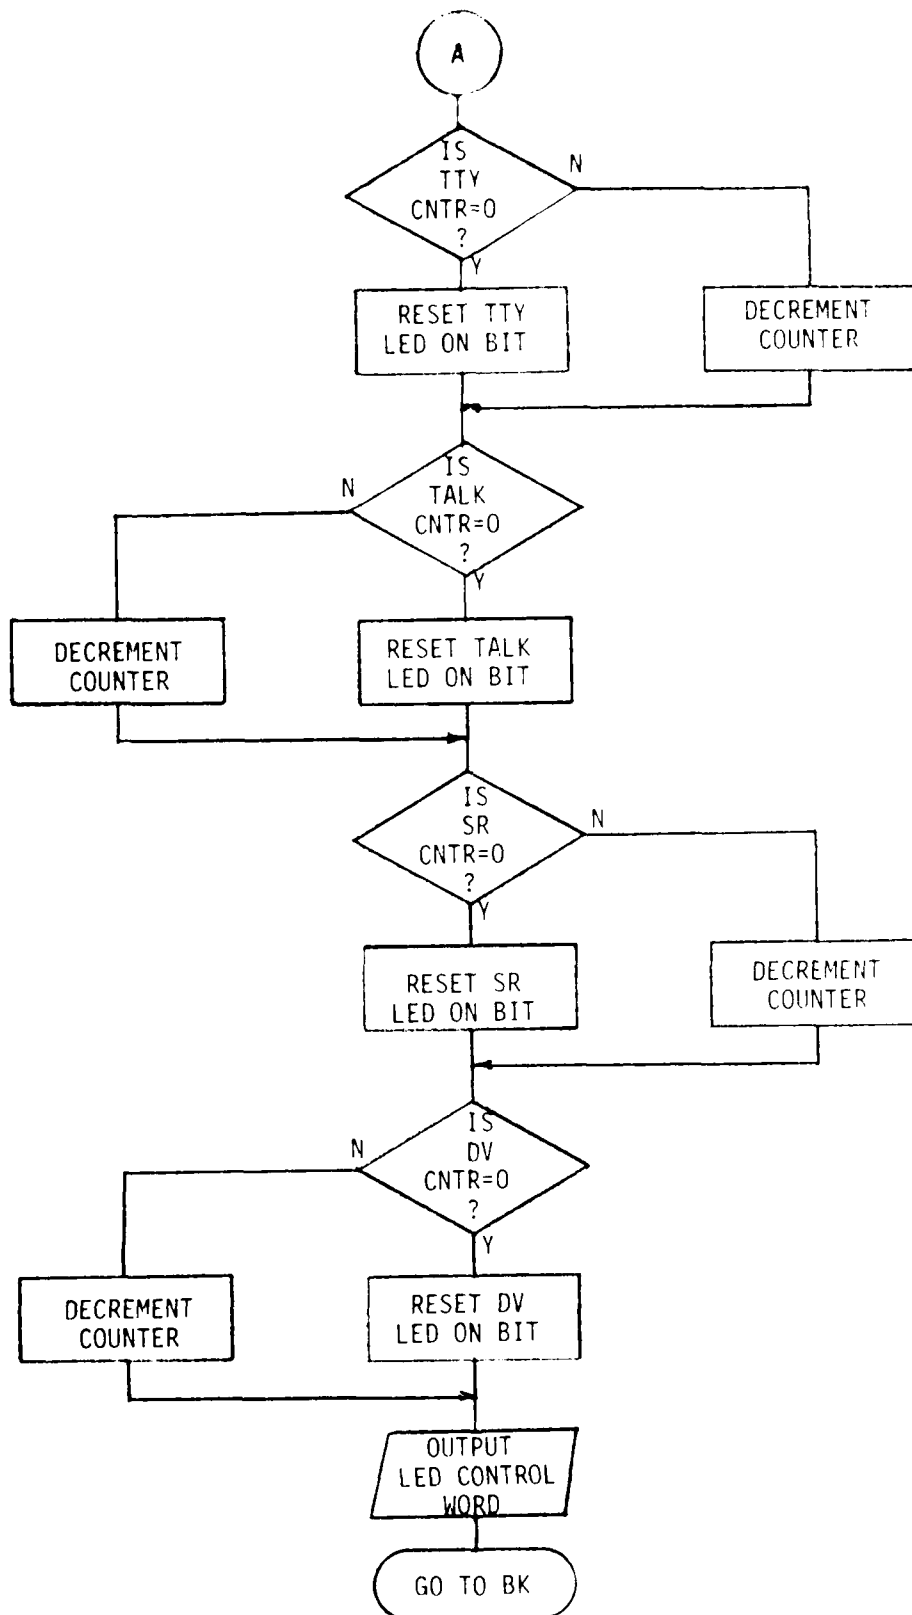 A
IS
TTY
CNTR=0
?
N
Y
RESET TTY
LED ON BIT
DECREMENT
COUNTER
IS
TALK
CNTR=0
?
N
Y
DECREMENT
COUNTER
RESET TALK
LED ON BIT
IS
SR
CNTR=0
?
N
Y
RESET SR
LED ON BIT
DECREMENT
COUNTER
IS
DV
CNTR=0
?
N
Y
DECREMENT
COUNTER
RESET DV
LED ON BIT
OUTPUT
LED CONTROL
WORD
GO TO BK